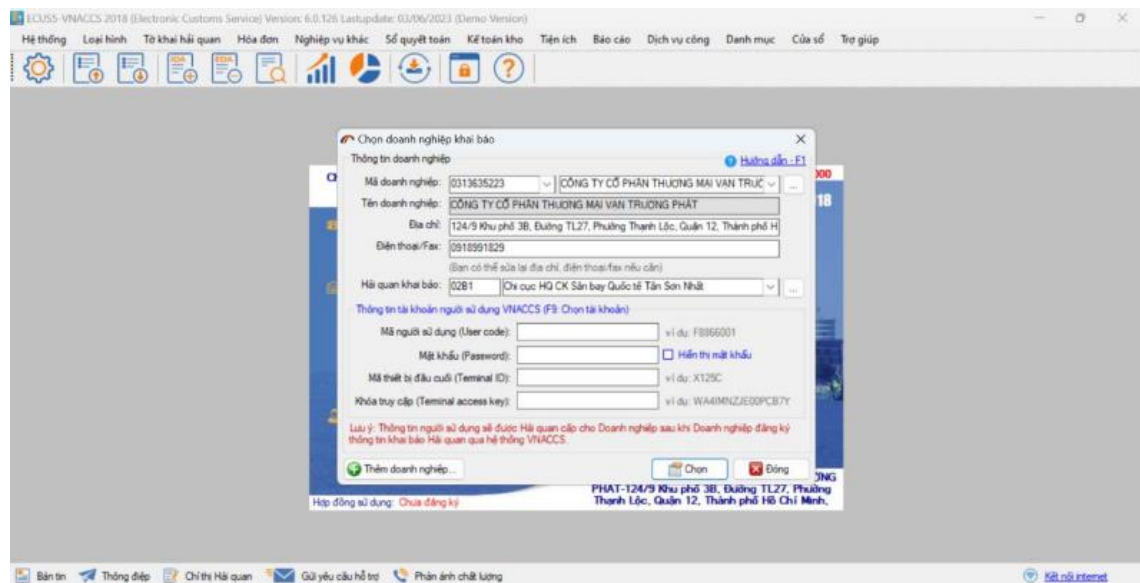 ECUS5-VNACCS 2018 (Electronic Customs Service) Version: 6.0.126 Lastupdate: 03/06/2023 (Demo Version)
Hệ thống Loại hình Tờ khai hải quan Hóa đơn Nghiệp vụ khác Sổ quyết toán Kế toán kho Tiện ích Báo cáo Dịch vụ công Danh mục Cửa sổ Trợ giúp
IDA EDA
Chọn doanh nghiệp khai báo
Thông tin doanh nghiệp Hướng dẫn - F1
Mã doanh nghiệp: 0313635223 CÔNG TY CỔ PHẦN THƯƠNG MẠI VẠN TRƯỜ ...
Tên doanh nghiệp: CÔNG TY CỔ PHẦN THƯƠNG MẠI VẠN TRƯỜNG PHÁT
Địa chỉ: 124/9 Khu phố 3B, Đường TL27, Phường Thạnh Lộc, Quận 12, Thành phố H
Điện thoại/Fax: 0918991829
(Bạn có thể sửa lại địa chỉ, điện thoại/fax nếu cần)
Hải quan khai báo: 02B1 Chi cục HQ CK Sân bay Quốc tế Tân Sơn Nhất ...
Thông tin tài khoản người sử dụng VNACCS (F9: Chọn tài khoản)
Mã người sử dụng (User code): ví dụ: F8866001
Mật khẩu (Password): Hiển thị mật khẩu
Mã thiết bị đầu cuối (Terminal ID): ví dụ: X125C
Khóa truy cập (Terminal access key): ví dụ: WA4IMNZJE00PCB7Y
Lưu ý: Thông tin người sử dụng sẽ được Hải quan cấp cho Doanh nghiệp sau khi Doanh nghiệp đăng ký
thông tin khai báo Hải quan qua hệ thống VNACCS.
Thêm doanh nghiệp... Chọn Đóng
000
18
CH
ƠNG
PHÁT-124/9 Khu phố 3B, Đường TL27, Phường
Thạnh Lộc, Quận 12, Thành phố Hồ Chí Minh,
Hợp đồng sử dụng: Chưa đăng ký
Bản tin Thông điệp Chỉ thị Hải quan Gửi yêu cầu hỗ trợ Phản ánh chất lượng Kết nối internet